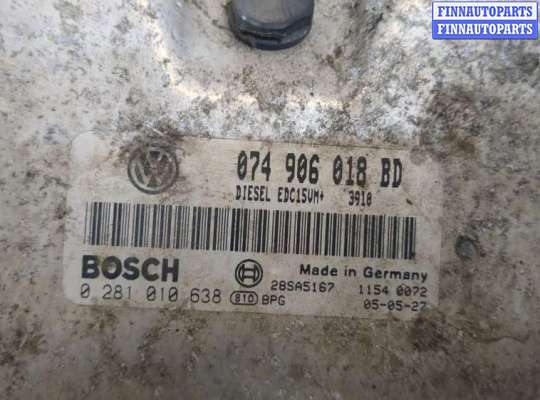 FINNAUTOPARTS
FINNAUTOPARTS
074 906 018 BD
DIESEL EDC15VM+ 3910
BOSCH
Made in Germany
0 281 010 638 810 BPG 28SA5167 1154 0072
05-05-27